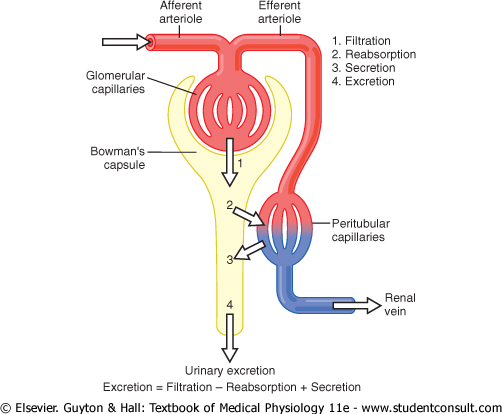 Afferent
arteriole
Efferent
arteriole
1. Filtration
2. Reabsorption
3. Secretion
4. Excretion
Glomerular
capillaries
Bowman's
capsule
1
2
Peritubular
capillaries
3
4
Renal
vein
Urinary excretion
Excretion = Filtration – Reabsorption + Secretion
© Elsevier. Guyton & Hall: Textbook of Medical Physiology 11e - www.studentconsult.com